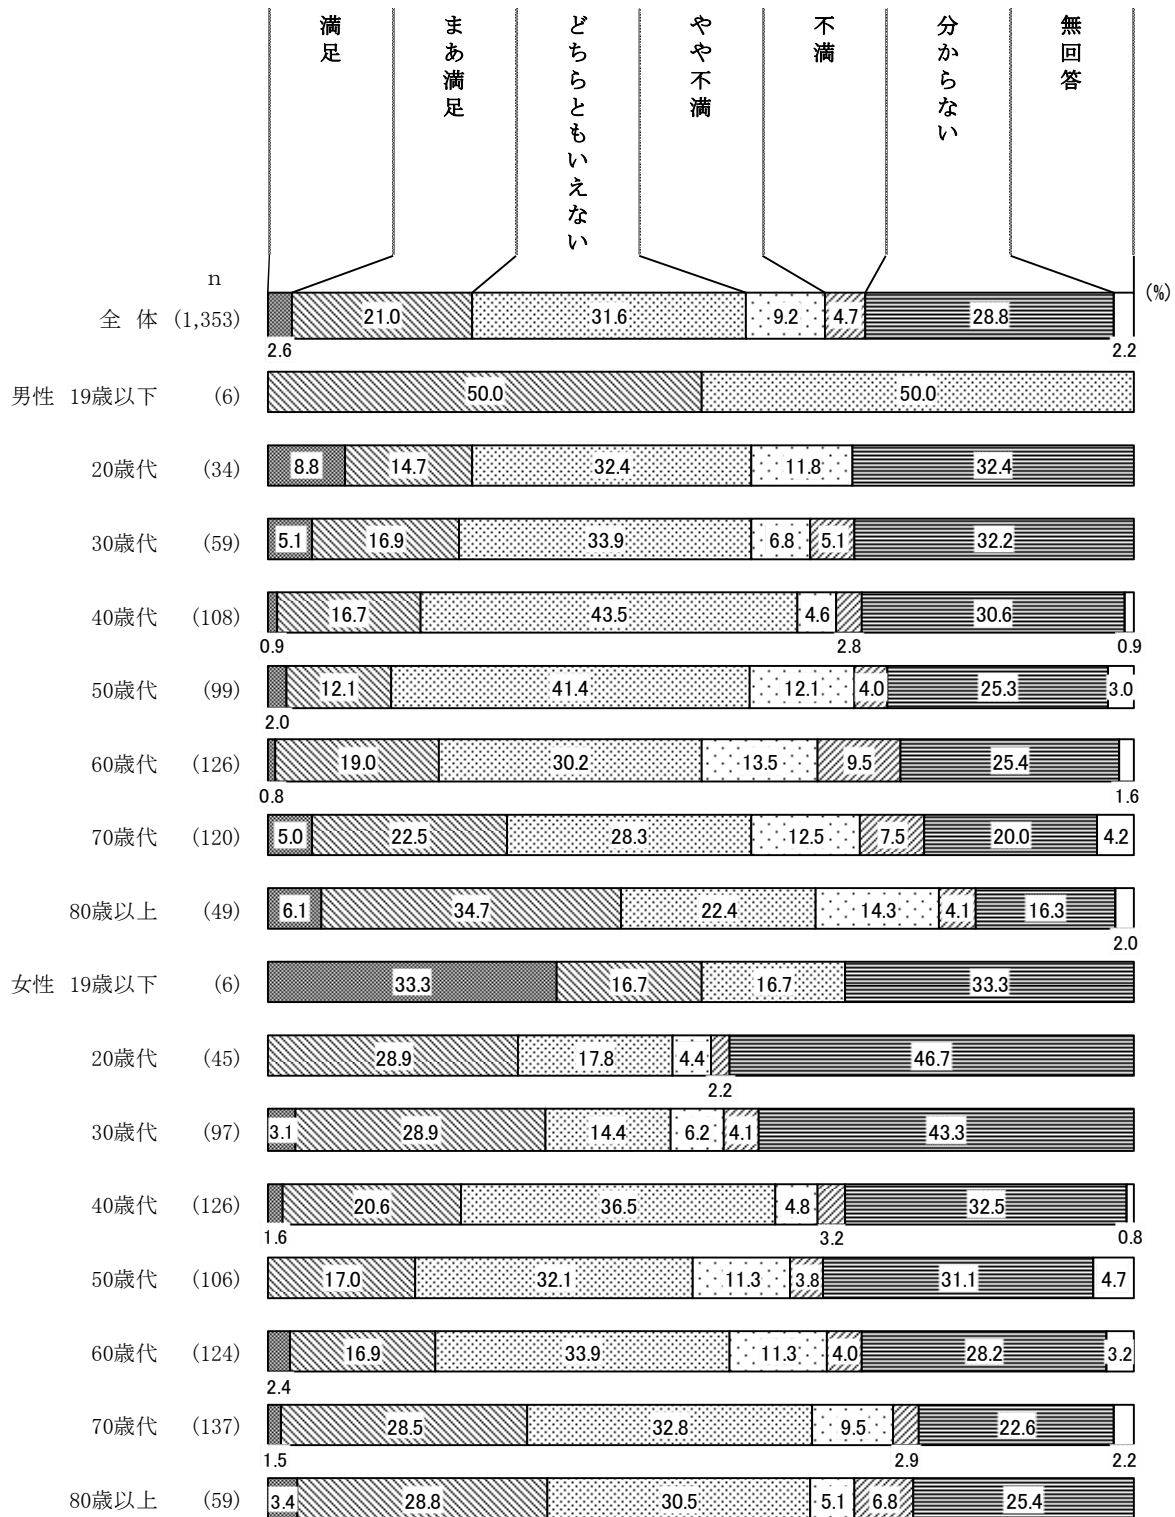 満足
まあ満足
どちらともいえない
やや不満
不満
分からない
無回答
n
(%)
全 体 (1,353) 21.0 31.6 9.2 4.7 28.8
2.6 2.2
男性 19歳以下 (6) 50.0 50.0
20歳代 (34) 8.8 14.7 32.4 11.8 32.4
30歳代 (59) 5.1 16.9 33.9 6.8 5.1 32.2
40歳代 (108) 16.7 43.5 4.6 30.6
0.9 2.8 0.9
50歳代 (99) 12.1 41.4 12.1 4.0 25.3 3.0
2.0
60歳代 (126) 19.0 30.2 13.5 9.5 25.4
0.8 1.6
70歳代 (120) 5.0 22.5 28.3 12.5 7.5 20.0 4.2
80歳以上 (49) 6.1 34.7 22.4 14.3 4.1 16.3
2.0
女性 19歳以下 (6) 33.3 16.7 16.7 33.3
20歳代 (45) 28.9 17.8 4.4 46.7
2.2
30歳代 (97) 3.1 28.9 14.4 6.2 4.1 43.3
40歳代 (126) 20.6 36.5 4.8 32.5
1.6 3.2 0.8
50歳代 (106) 17.0 32.1 11.3 3.8 31.1 4.7
60歳代 (124) 16.9 33.9 11.3 4.0 28.2 3.2
2.4
70歳代 (137) 28.5 32.8 9.5 22.6
1.5 2.9 2.2
80歳以上 (59) 3.4 28.8 30.5 5.1 6.8 25.4